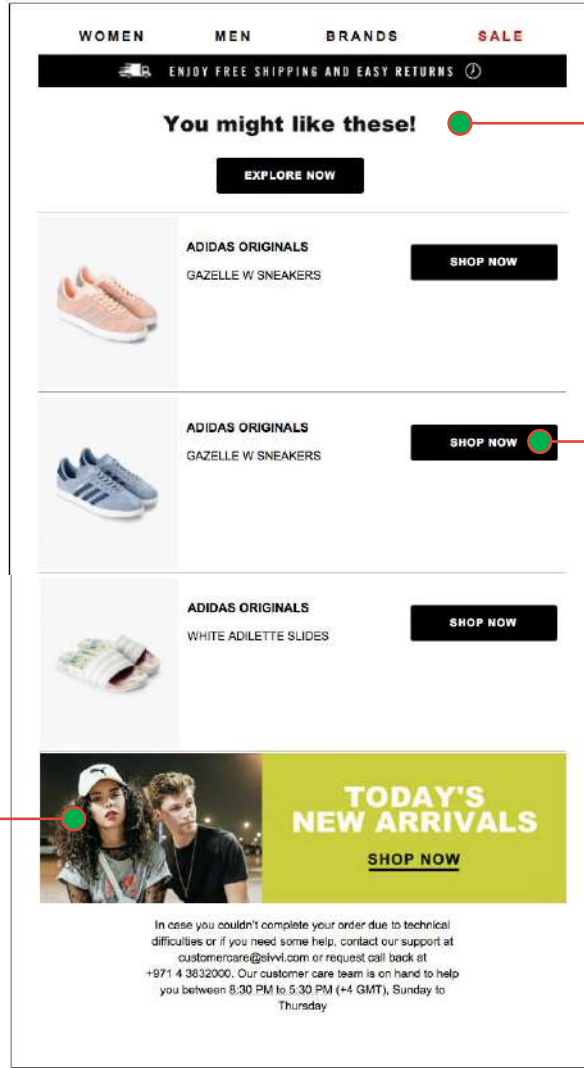 WOMEN MEN BRANDS SALE
ENJOY FREE SHIPPING AND EASY RETURNS
You might like these!
EXPLORE NOW
ADIDAS ORIGINALS
GAZELLE W SNEAKERS
SHOP NOW
ADIDAS ORIGINALS
GAZELLE W SNEAKERS
SHOP NOW
ADIDAS ORIGINALS
WHITE ADILETTE SLIDES
SHOP NOW
TODAY'S
NEW ARRIVALS
SHOP NOW
In case you couldn't complete your order due to technical
difficulties or if you need some help, contact our support at
customercare@sivvi.com or request call back at
+971 4 3832000. Our customer care team is on hand to help
you between 8:30 PM to 5:30 PM (+4 GMT), Sunday to
Thursday